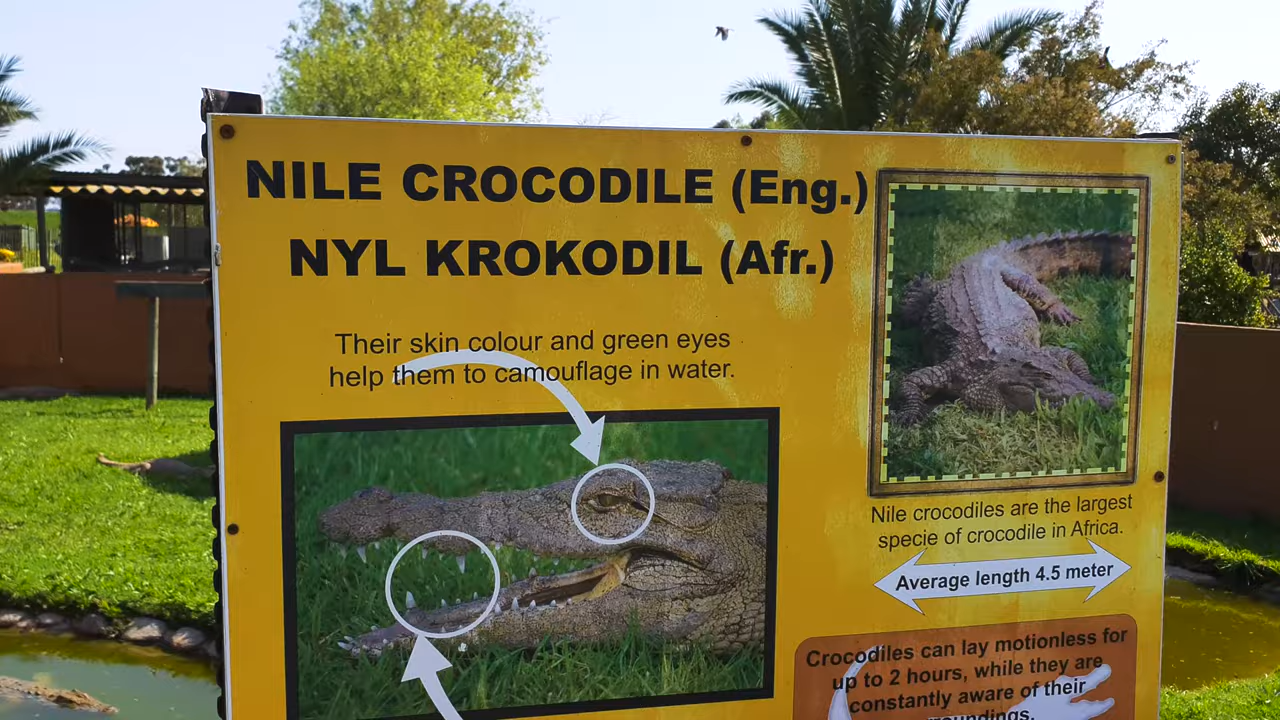 NILE CROCODILE (Eng.)
NYL KROKODIL (Afr.)
Their skin colour and green eyes
help them to camouflage in water.
Nile crocodiles are the largest
specie of crocodile in Africa.
Average length 4.5 meter
Crocodiles can lay motionless for
up to 2 hours, while they are
constantly aware of their